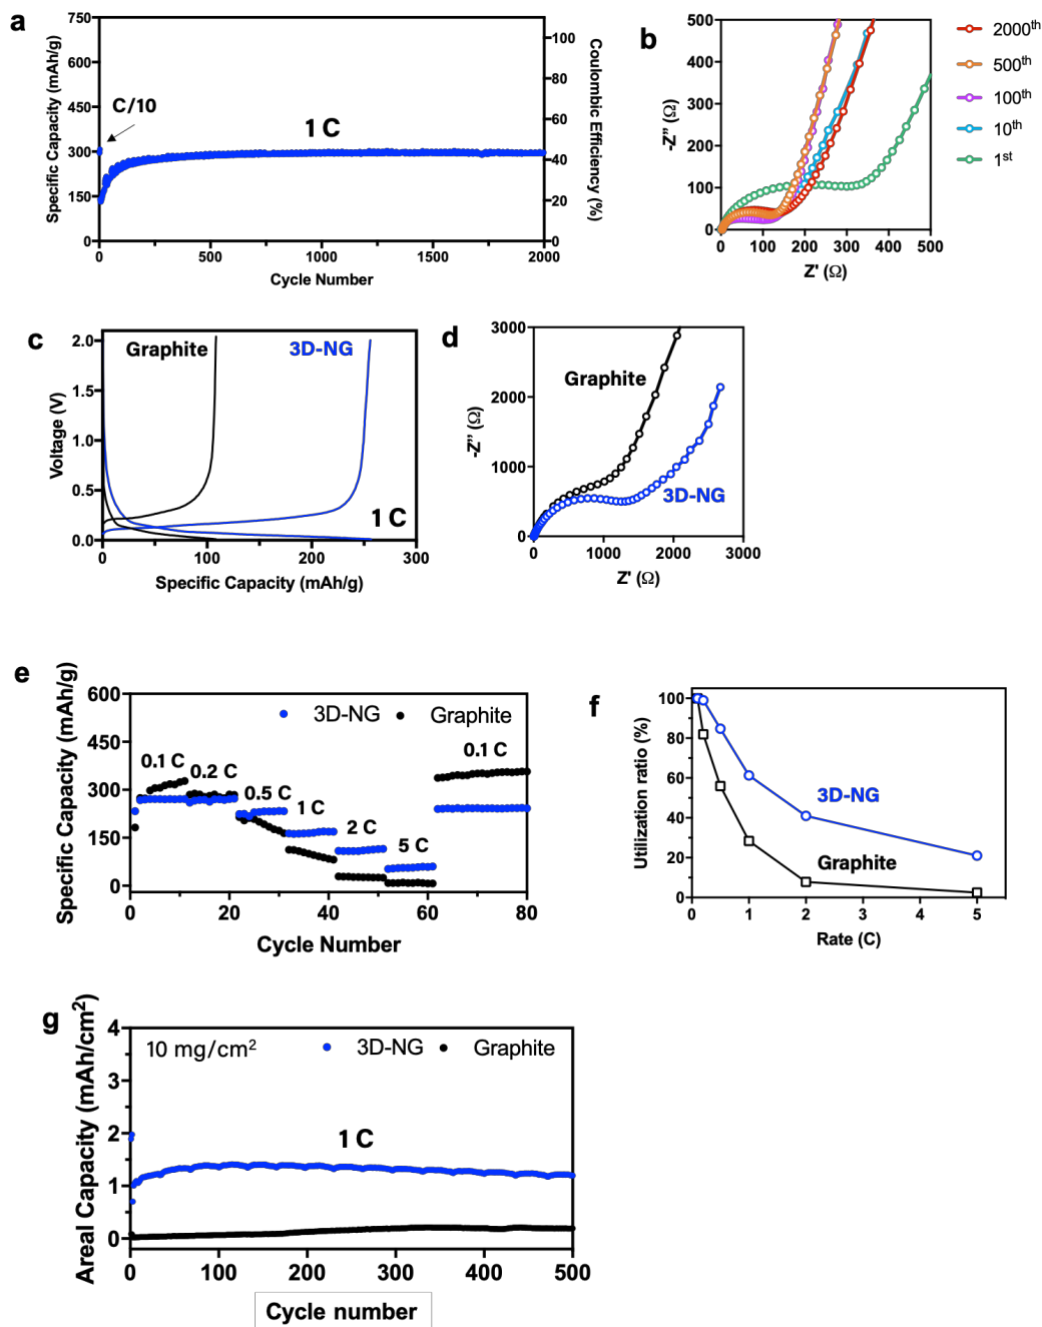 a
750
600
450
300
150
0
Specific Capacity (mAh/g)
C/10
1 C
100
80
60
40
20
0
Coulombic Efficiency (%)
0
500
1000
1500
2000
Cycle Number
b
500
400
300
200
100
0
-Z” (Ω)
0
100
200
300
400
500
Z' (Ω)
2000th
500th
100th
10th
1st
c
2.0
1.5
1.0
0.5
0.0
Voltage (V)
Graphite
3D-NG
1 C
0
100
200
300
Specific Capacity (mAh/g)
d
3000
2000
1000
0
-Z” (Ω)
Graphite
3D-NG
0
1000
2000
3000
Z' (Ω)
e
600
450
300
150
0
Specific Capacity (mAh/g)
3D-NG
Graphite
0.1 C
0.2 C
0.5 C
1 C
2 C
5 C
0.1 C
0
20
40
60
80
Cycle Number
f
100
80
60
40
20
0
Utilization ratio (%)
3D-NG
Graphite
0
1
2
3
4
5
Rate (C)
g
4
3
2
1
0
Areal Capacity (mAh/cm2)
10 mg/cm2
3D-NG
Graphite
1 C
0
100
200
300
400
500
Cycle number